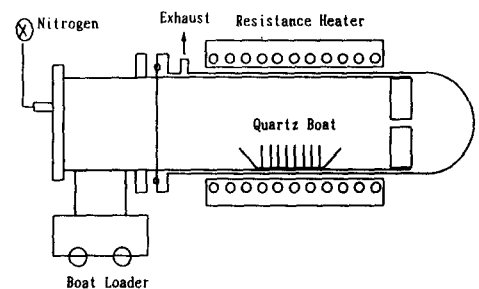 Exhaust
Resistance Heater
Nitrogen
Quartz Boat
Boat Loader